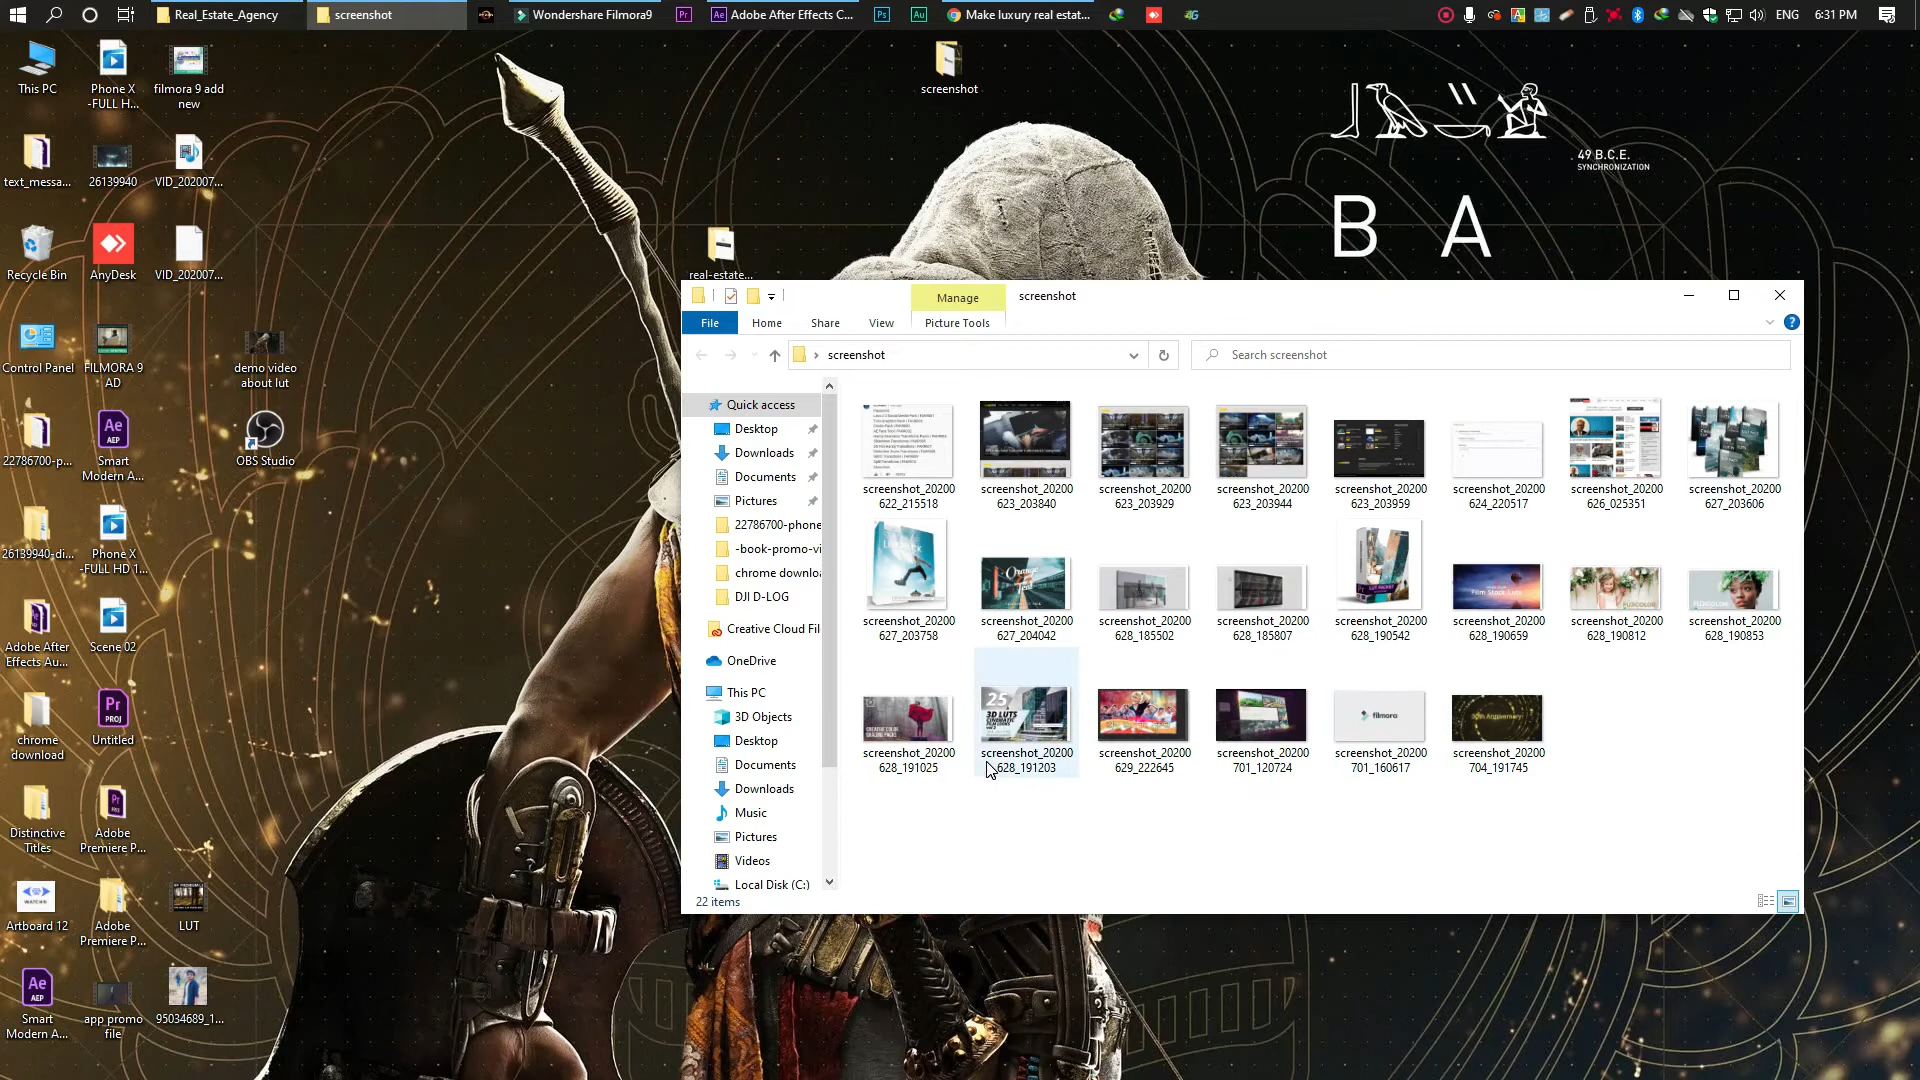 Real_Estate_Agency
screenshot
Wondershare Filmora9
Adobe After Effects C...
Make luxury real estat...
ENG
6:31 PM
This PC
Phone X
-FULL H...
filmora 9 add
new
screenshot
49 B.C.E.
SYNCHRONIZATION
B A
text_messa...
26139940
VID_202007...
Recycle Bin
AnyDesk
VID_202007...
real-estate...
Control Panel
FILMORA 9
AD
demo video
about lut
22786700-p...
Smart
Modern A...
OBS Studio
26139940-di...
Phone X
-FULL HD 1...
Adobe After
Effects Au...
Scene 02
chrome
download
Untitled
Distinctive
Titles
Adobe
Premiere P...
Artboard 12
Adobe
Premiere P...
LUT
Smart
Modern A...
app promo
file
95034689_1...
Manage
screenshot
File
Home
Share
View
Picture Tools
screenshot
Search screenshot
Quick access
Desktop
Downloads
Documents
Pictures
22786700-phone
-book-promo-vi
chrome downloa
DJI D-LOG
Creative Cloud Fil
OneDrive
This PC
3D Objects
Desktop
Documents
Downloads
Music
Pictures
Videos
Local Disk (C:)
screenshot_20200
622_215518
screenshot_20200
623_203840
screenshot_20200
623_203929
screenshot_20200
623_203944
screenshot_20200
623_203959
screenshot_20200
624_220517
screenshot_20200
626_025351
screenshot_20200
627_203606
screenshot_20200
627_203758
screenshot_20200
627_204042
screenshot_20200
628_185502
screenshot_20200
628_185807
screenshot_20200
628_190542
screenshot_20200
628_190659
screenshot_20200
628_190812
screenshot_20200
628_190853
screenshot_20200
628_191025
screenshot_20200
628_191203
screenshot_20200
629_222645
screenshot_20200
701_120724
screenshot_20200
701_160617
screenshot_20200
704_191745
22 items